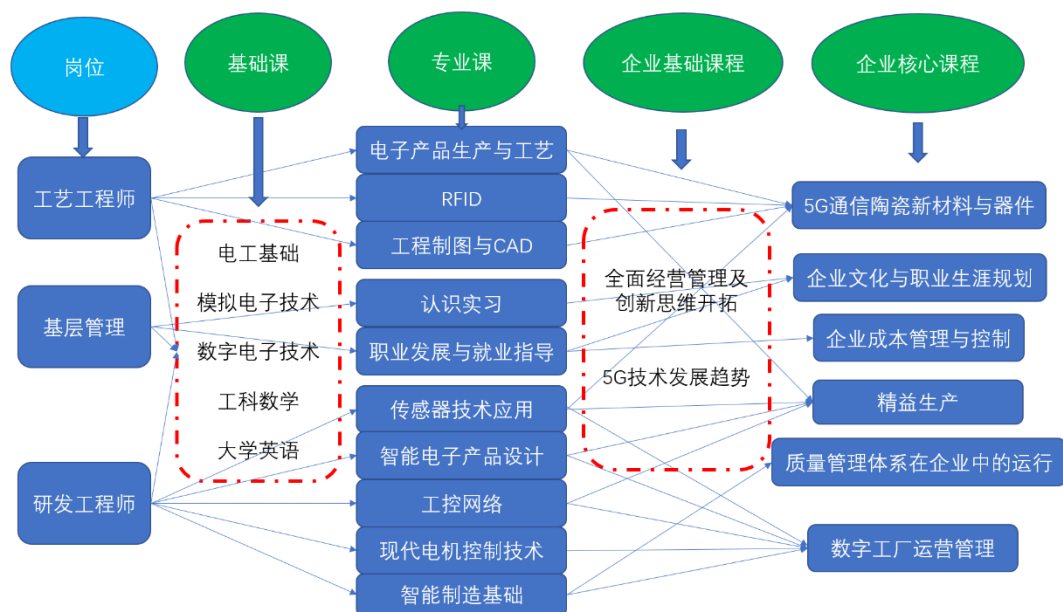 岗位
基础课
专业课
企业基础课程
企业核心课程
工艺工程师
基层管理
研发工程师
电工基础
模拟电子技术
数字电子技术
工科数学
大学英语
电子产品生产与工艺
RFID
工程制图与CAD
认识实习
职业发展与就业指导
传感器技术应用
智能电子产品设计
工控网络
现代电机控制技术
智能制造基础
全面经营管理及
创新思维开拓
5G技术发展趋势
5G通信陶瓷新材料与器件
企业文化与职业生涯规划
企业成本管理与控制
精益生产
质量管理体系在企业中的运行
数字工厂运营管理